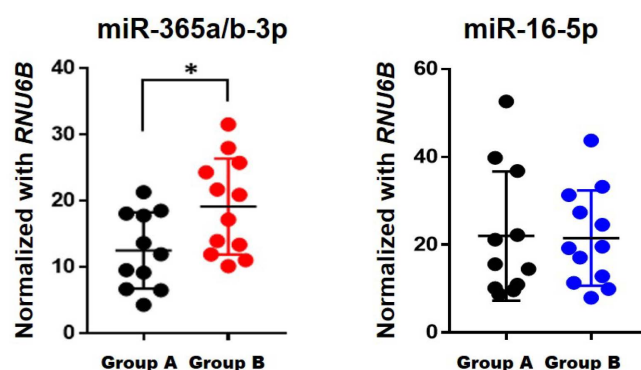 miR-365a/b-3p
Normalized with RNU6B
40
30
20
10
0
*
Group A Group B
miR-16-5p
Normalized with RNU6B
60
40
20
0
Group A Group B